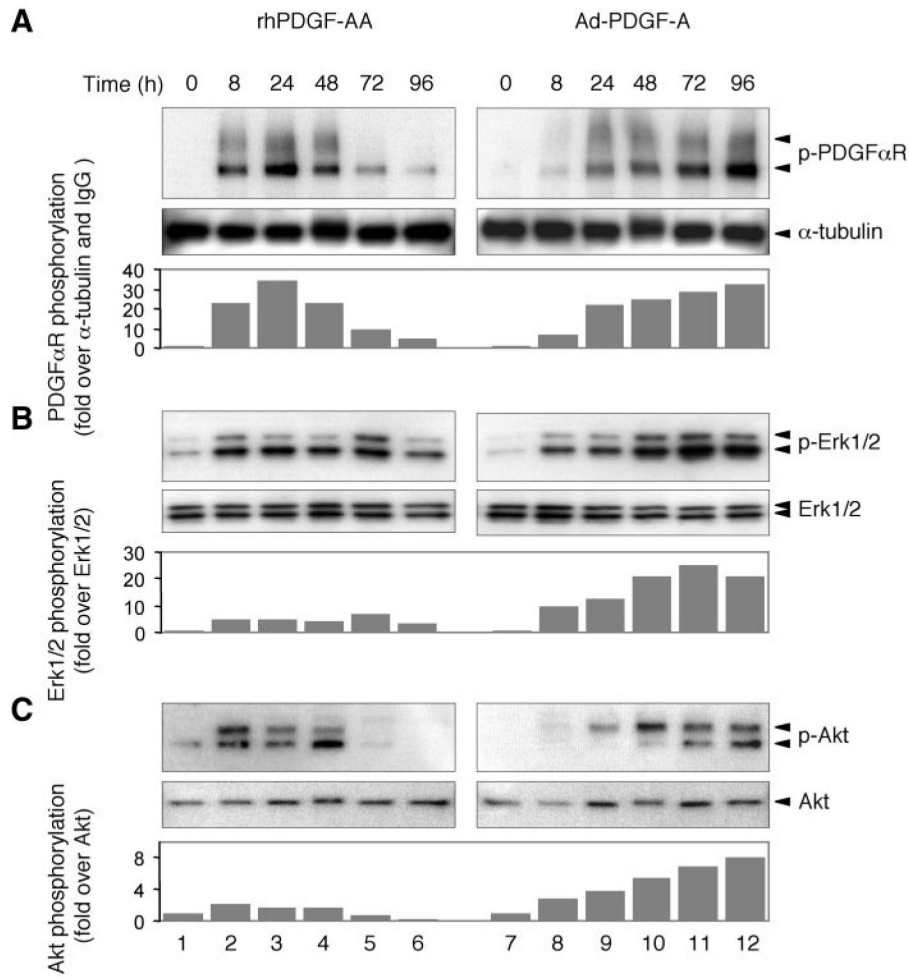 A
rhPDGF-AA
Ad-PDGF-A
Time (h) 0 8 24 48 72 96 0 8 24 48 72 96
p-PDGFαR
α-tubulin
PDGFαR phosphorylation
(fold over α-tubulin and IgG )
40
30
20
10
0
B
p-Erk1/2
Erk1/2
Erk1/2 phosphorylation
(fold over Erk1/2)
30
20
10
0
C
p-Akt
Akt
Akt phosphorylation
(fold over Akt)
8
4
0
1 2 3 4 5 6 7 8 9 10 11 12